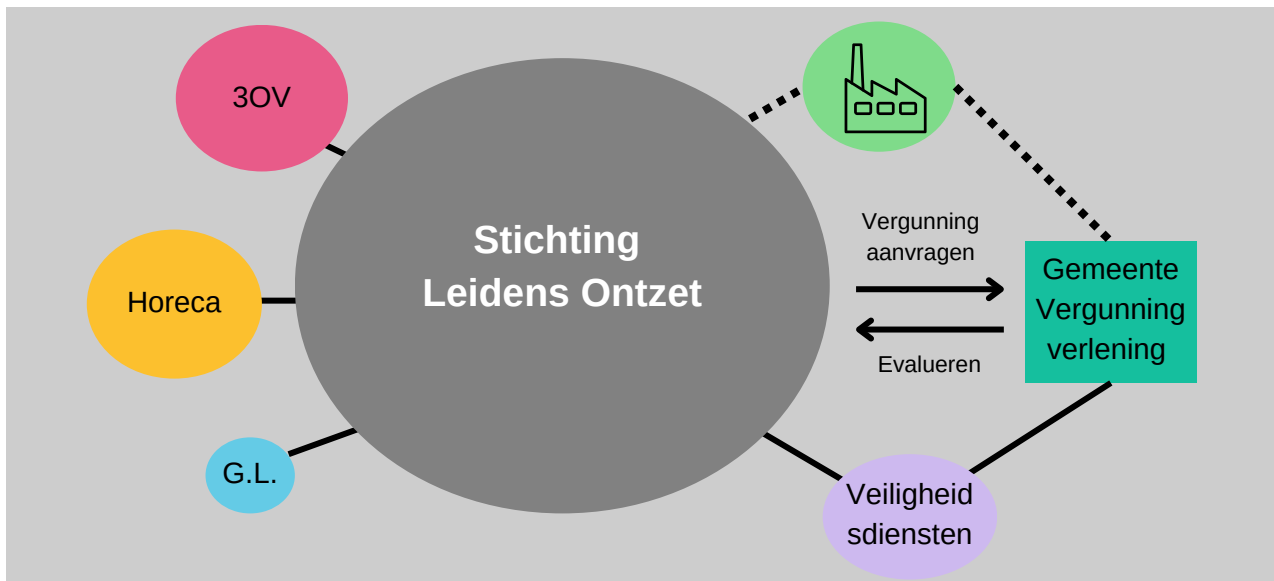 3OV
Stichting
Leidens Ontzet
Vergunning
aanvragen
Gemeente
Vergunning
verlening
Horeca
Evalueren
G.L.
Veiligheid
sdiensten